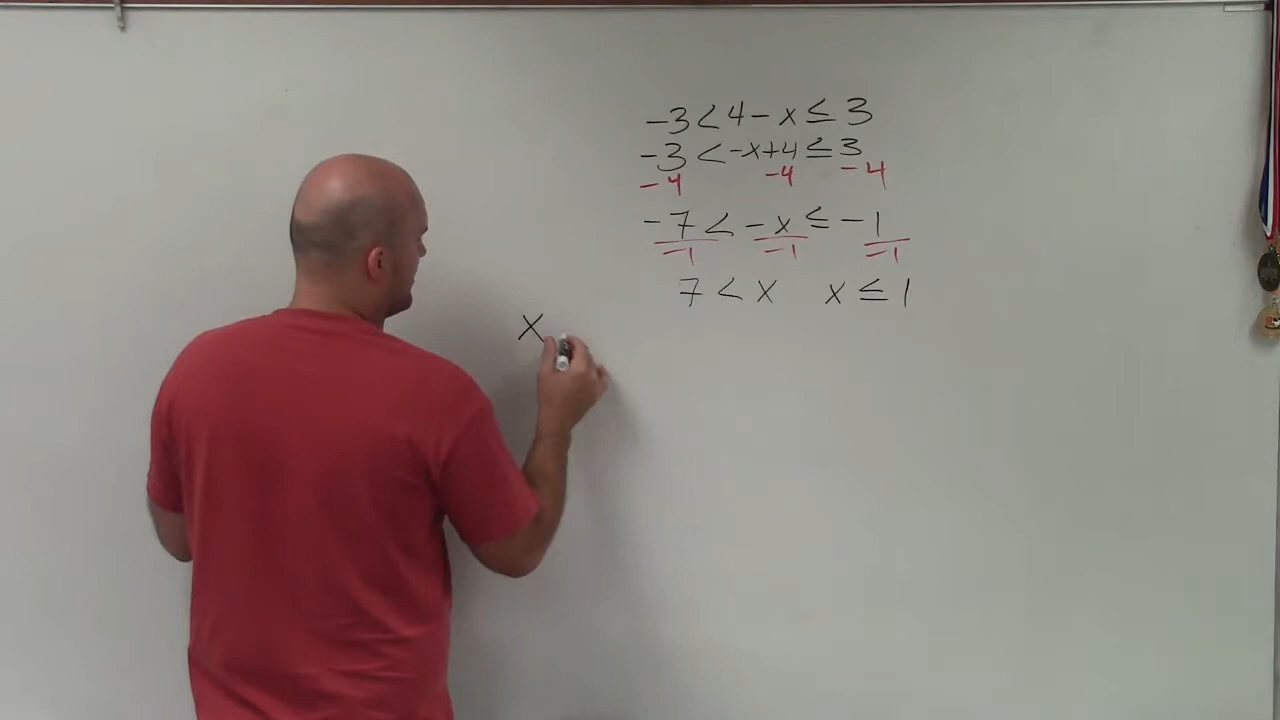 -3 < 4 - x ≤ 3
-3 < -x+4 ≤ 3
-4 -4 -4
-7 < -x ≤ -1
-1 -1 -1
7 < x x ≤ 1
x